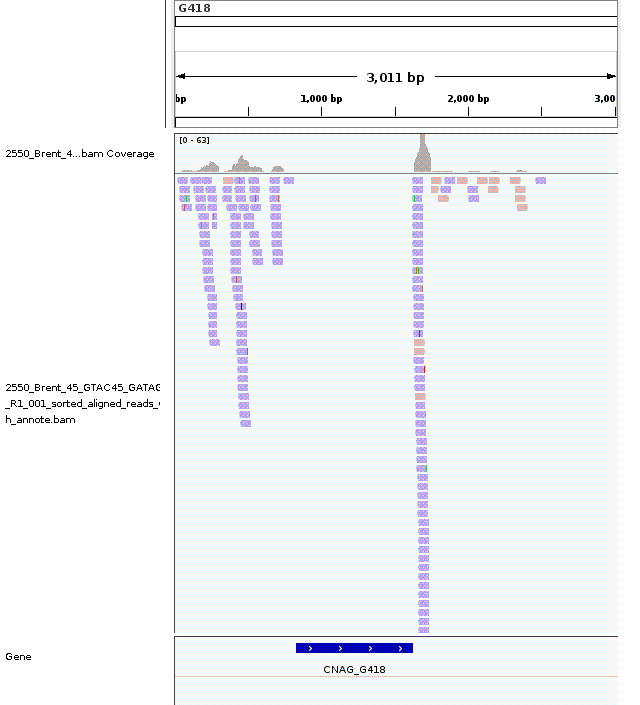 G418
3,011 bp
bp
1,000 bp
2,000 bp
3,00
[0 - 63]
2550_Brent_4...bam Coverage
2550_Brent_45_GTAC45_GATAG
_R1_001_sorted_aligned_reads_
h_annote.bam
Gene
CNAG_G418